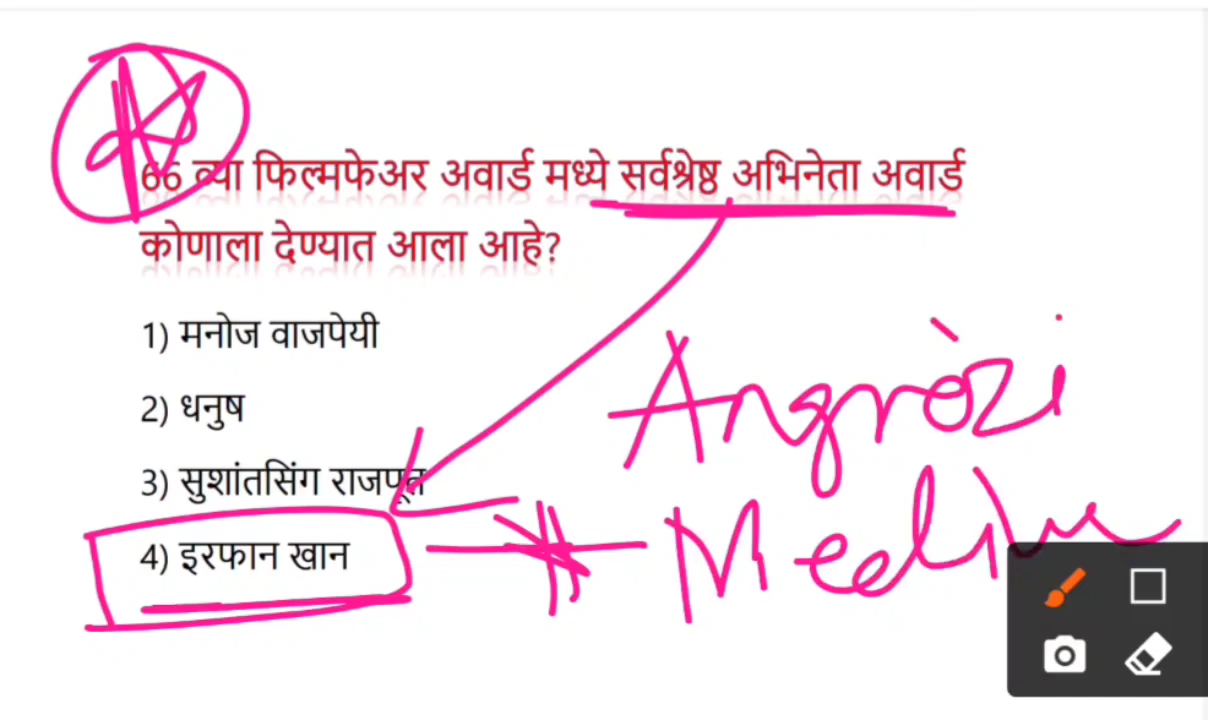 66 व्या फिल्मफेअर अवार्ड मध्ये सर्वश्रेष्ठ अभिनेता अवार्ड
कोणाला देण्यात आला आहे?
1) मनोज वाजपेयी
2) धनुष
3) सुशांतसिंग राजपूत
4) इरफान खान
Angrezi
Medium